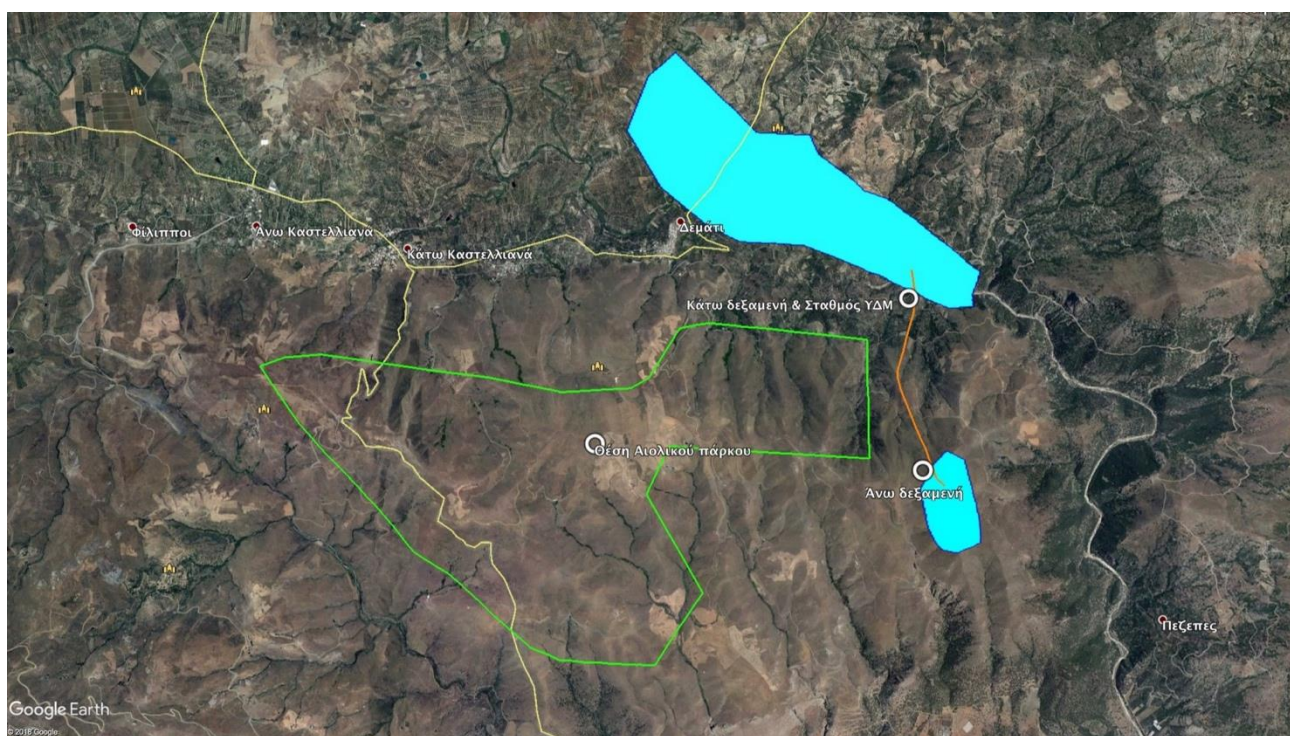 Φίλιπποι
Άνω Καστελλιανα
Κάτω Καστελλιανά
Δεμάτι
Κάτω δεξαμενή & Σταθμός ΥΔΜ
Θέση Αιολικού πάρκου
Άνω δεξαμενή
Πεζεπες
Google Earth
© 2018 Google